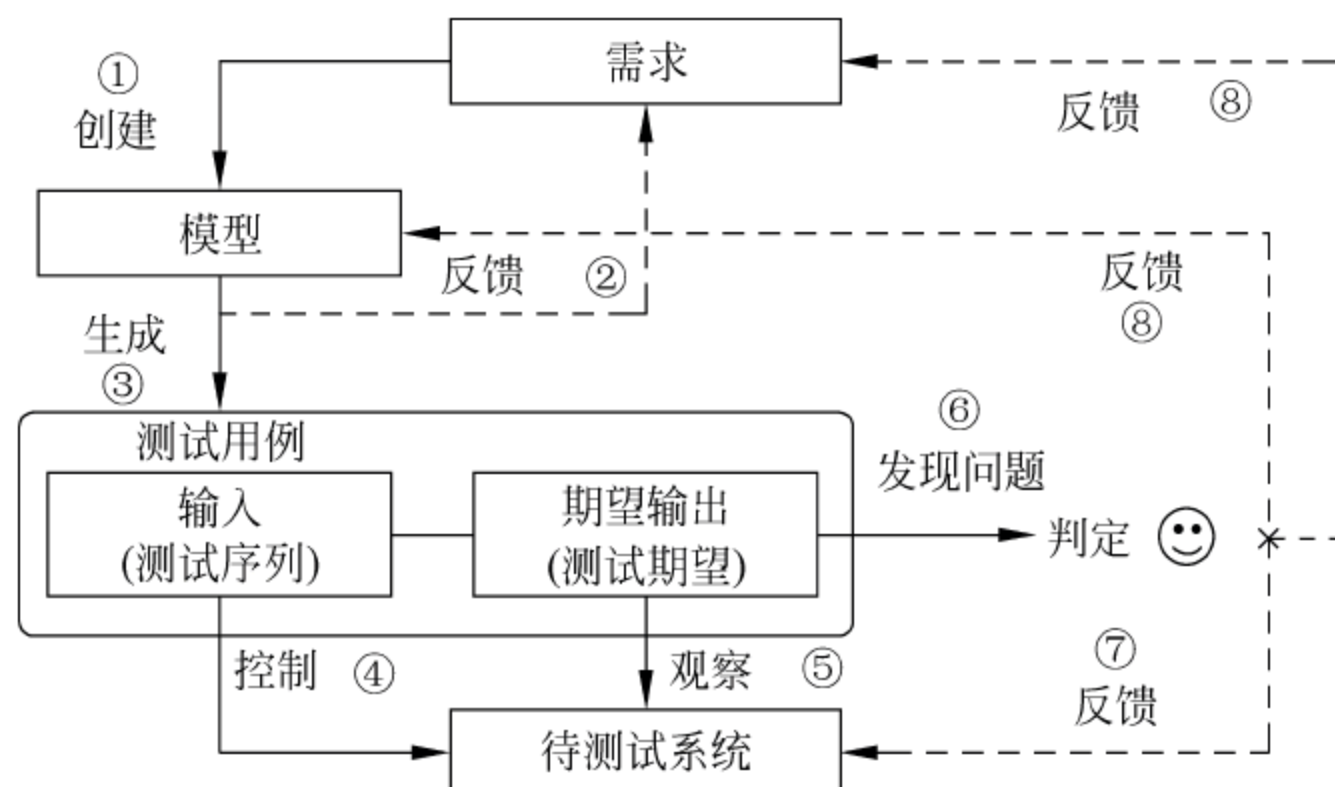 需求
①
创建
反馈 ⑧
模型
反馈 ②
反馈
⑧
生成
③
测试用例
输入
(测试序列)
期望输出
(测试期望)
⑥
发现问题
判定
控制 ④
观察 ⑤
⑦
反馈
待测试系统